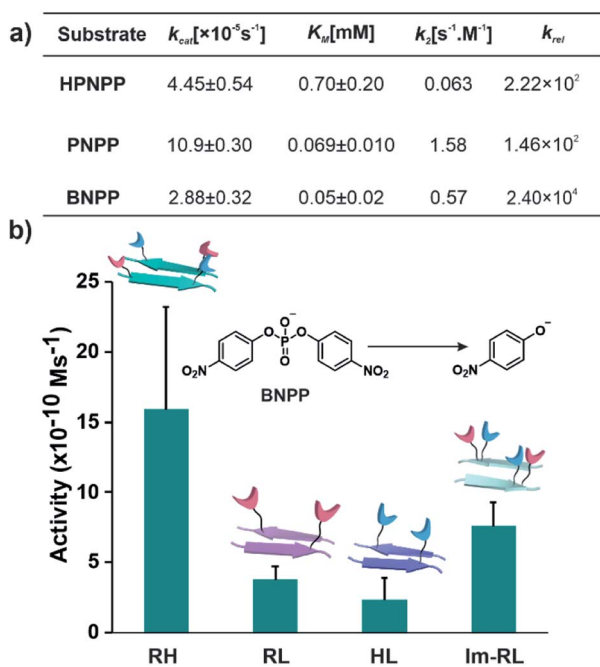 a)
Substrate k_cat[×10⁻⁵s⁻¹] K_M[mM] k₂[s⁻¹.M⁻¹] k_rel
HPNPP 4.45±0.54 0.70±0.20 0.063 2.22×10²
PNPP 10.9±0.30 0.069±0.010 1.58 1.46×10²
BNPP 2.88±0.32 0.05±0.02 0.57 2.40×10⁴
b)
Activity (x10⁻¹⁰ Ms⁻¹)
25
20
15
10
5
0
O⁻
O P O
O
O₂N NO₂
BNPP
O⁻
O₂N
RH RL HL Im-RL